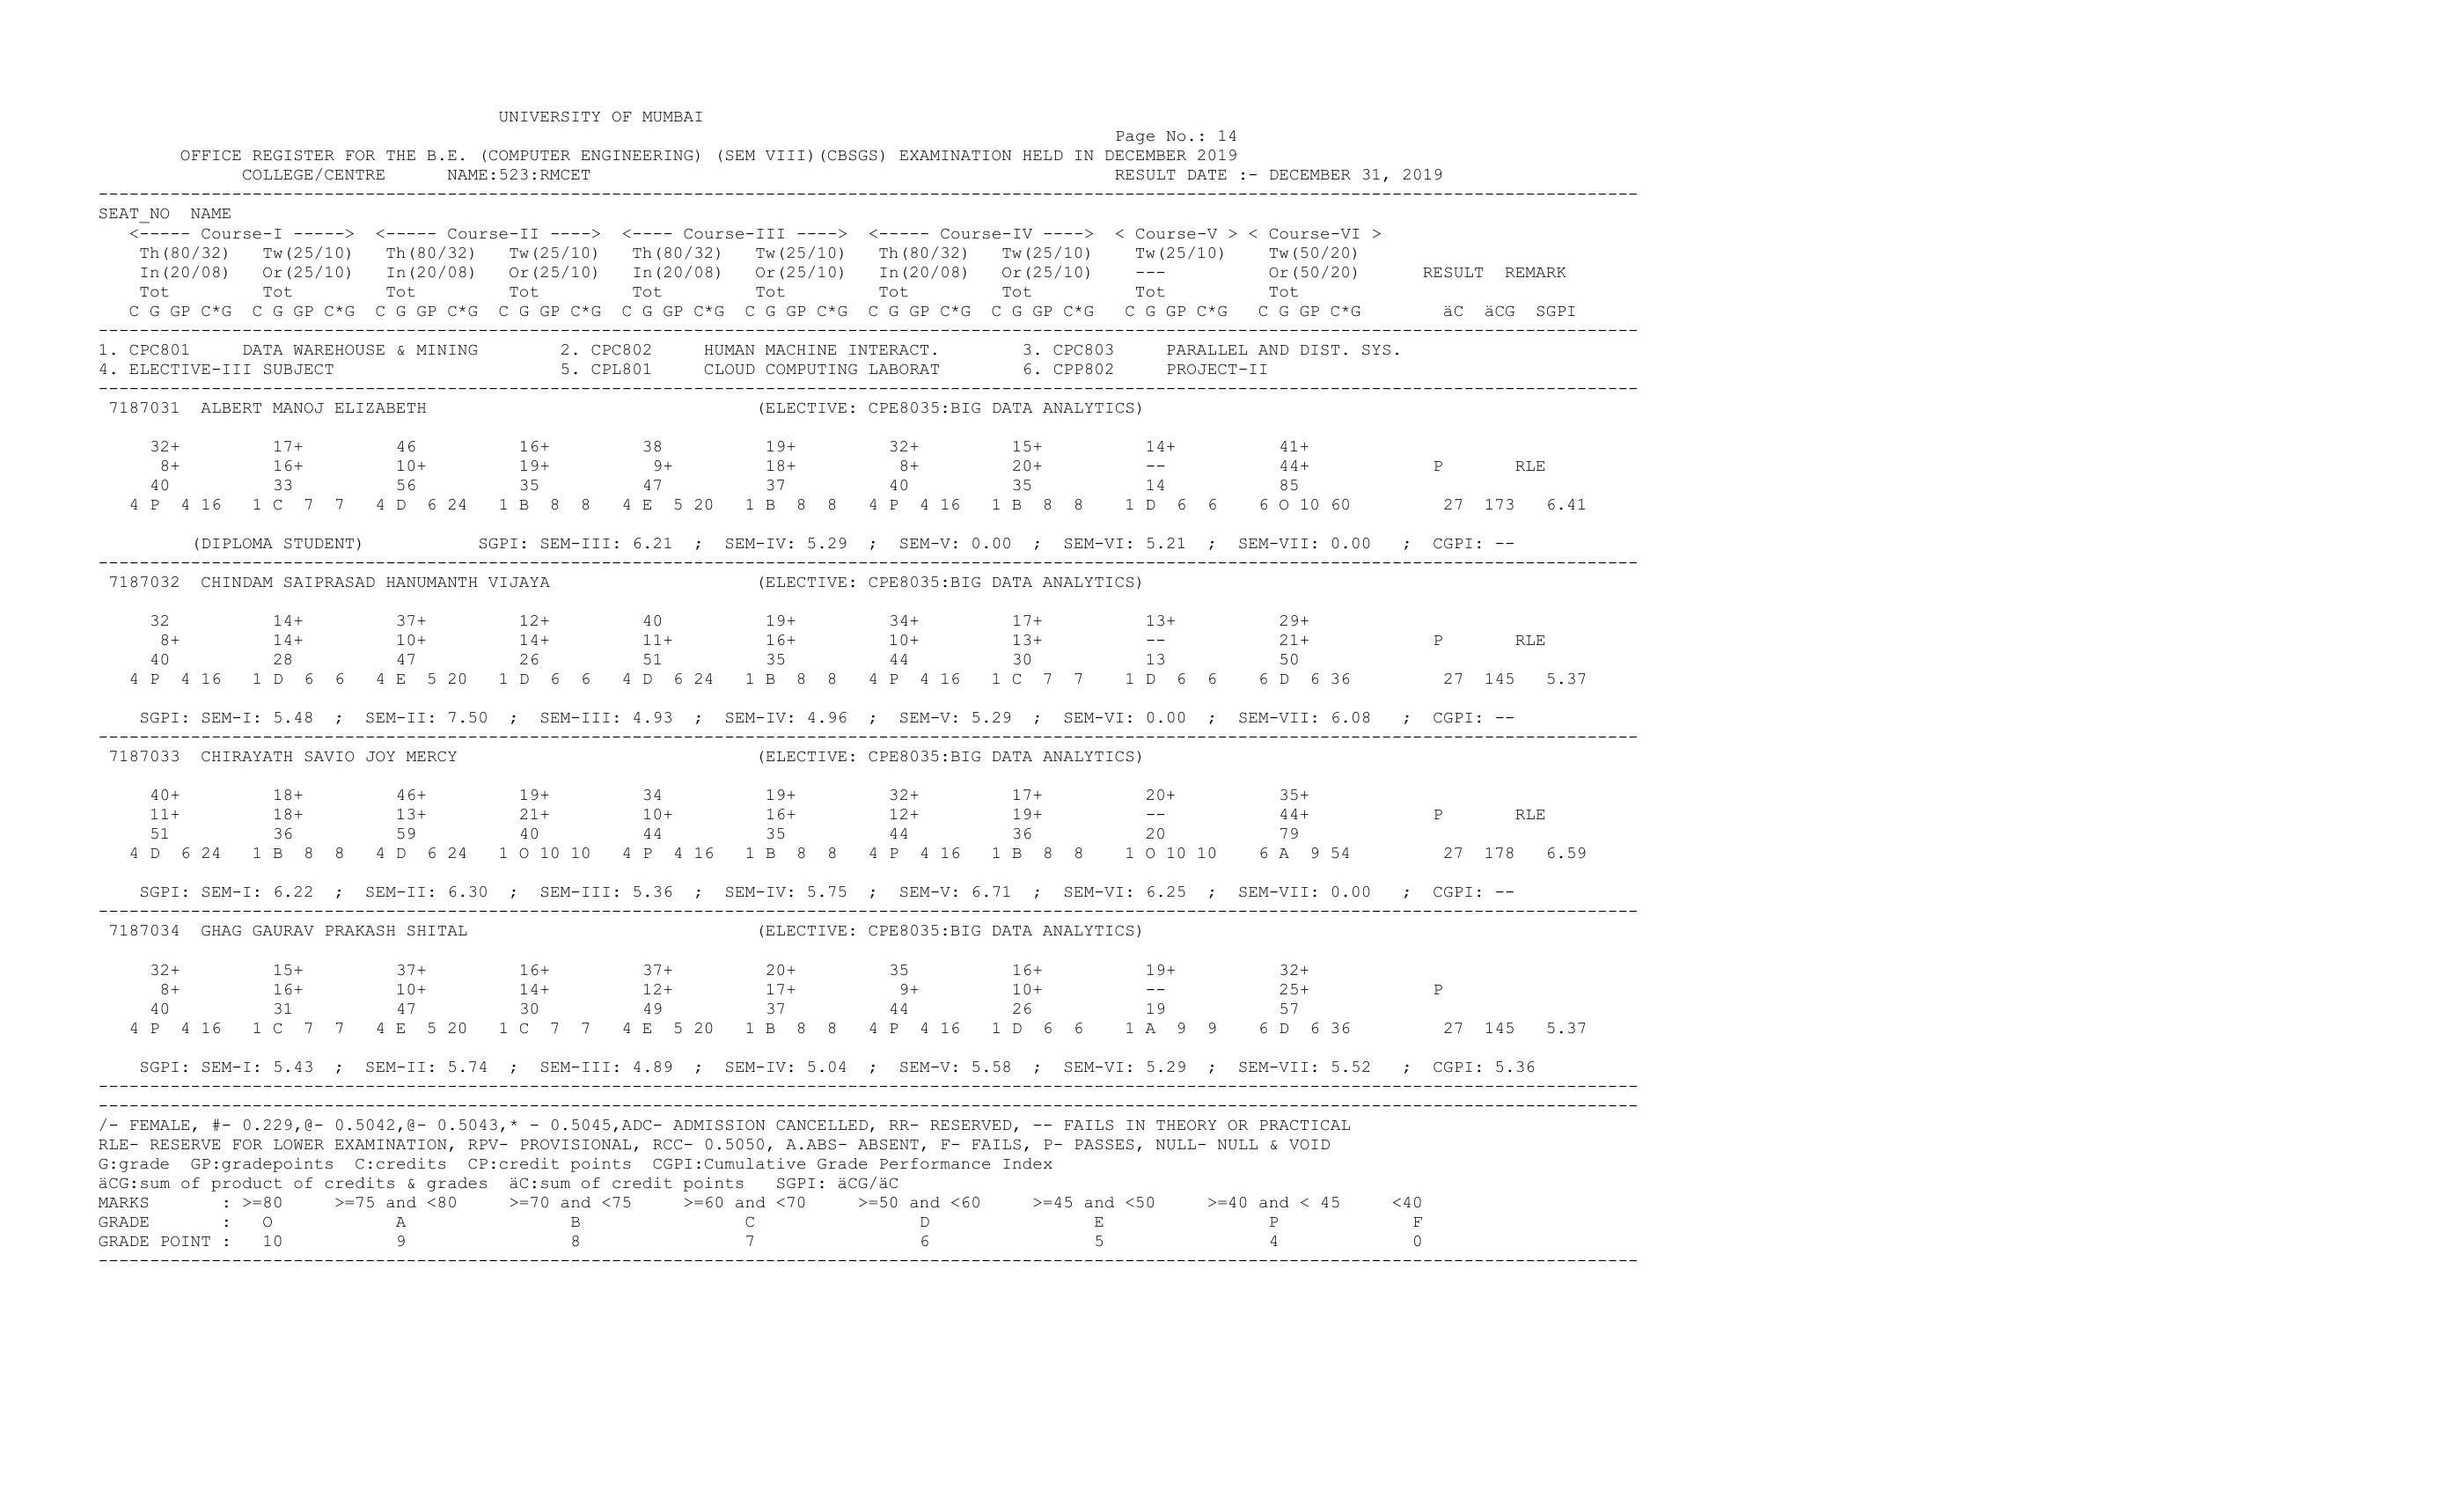 UNIVERSITY OF MUMBAI
Page No.: 14
OFFICE REGISTER FOR THE B.E. (COMPUTER ENGINEERING) (SEM VIII)(CBSGS) EXAMINATION HELD IN DECEMBER 2019
COLLEGE/CENTRE NAME:523:RMCET RESULT DATE :- DECEMBER 31, 2019
SEAT_NO NAME
<----- Course-I -----> <----- Course-II ----> <---- Course-III ----> <----- Course-IV ----> < Course-V > < Course-VI >
Th(80/32) Tw(25/10) Th(80/32) Tw(25/10) Th(80/32) Tw(25/10) Th(80/32) Tw(25/10) Tw(25/10) Tw(50/20)
In(20/08) Or(25/10) In(20/08) Or(25/10) In(20/08) Or(25/10) In(20/08) Or(25/10) --- Or(50/20) RESULT REMARK
Tot Tot Tot Tot Tot Tot Tot Tot Tot Tot
C G GP C*G C G GP C*G C G GP C*G C G GP C*G C G GP C*G C G GP C*G C G GP C*G C G GP C*G C G GP C*G C G GP C*G äC äCG SGPI
1. CPC801 DATA WAREHOUSE & MINING 2. CPC802 HUMAN MACHINE INTERACT. 3. CPC803 PARALLEL AND DIST. SYS.
4. ELECTIVE-III SUBJECT 5. CPL801 CLOUD COMPUTING LABORAT 6. CPP802 PROJECT-II
7187031 ALBERT MANOJ ELIZABETH (ELECTIVE: CPE8035:BIG DATA ANALYTICS)
32+ 17+ 46 16+ 38 19+ 32+ 15+ 14+ 41+
8+ 16+ 10+ 19+ 9+ 18+ 8+ 20+ -- 44+ P RLE
40 33 56 35 47 37 40 35 14 85
4 P 4 16 1 C 7 7 4 D 6 24 1 B 8 8 4 E 5 20 1 B 8 8 4 P 4 16 1 B 8 8 1 D 6 6 6 O 10 60 27 173 6.41
(DIPLOMA STUDENT) SGPI: SEM-III: 6.21 ; SEM-IV: 5.29 ; SEM-V: 0.00 ; SEM-VI: 5.21 ; SEM-VII: 0.00 ; CGPI: --
7187032 CHINDAM SAIPRASAD HANUMANTH VIJAYA (ELECTIVE: CPE8035:BIG DATA ANALYTICS)
32 14+ 37+ 12+ 40 19+ 34+ 17+ 13+ 29+
8+ 14+ 10+ 14+ 11+ 16+ 10+ 13+ -- 21+ P RLE
40 28 47 26 51 35 44 30 13 50
4 P 4 16 1 D 6 6 4 E 5 20 1 D 6 6 4 D 6 24 1 B 8 8 4 P 4 16 1 C 7 7 1 D 6 6 6 D 6 36 27 145 5.37
SGPI: SEM-I: 5.48 ; SEM-II: 7.50 ; SEM-III: 4.93 ; SEM-IV: 4.96 ; SEM-V: 5.29 ; SEM-VI: 0.00 ; SEM-VII: 6.08 ; CGPI: --
7187033 CHIRAYATH SAVIO JOY MERCY (ELECTIVE: CPE8035:BIG DATA ANALYTICS)
40+ 18+ 46+ 19+ 34 19+ 32+ 17+ 20+ 35+
11+ 18+ 13+ 21+ 10+ 16+ 12+ 19+ -- 44+ P RLE
51 36 59 40 44 35 44 36 20 79
4 D 6 24 1 B 8 8 4 D 6 24 1 O 10 10 4 P 4 16 1 B 8 8 4 P 4 16 1 B 8 8 1 O 10 10 6 A 9 54 27 178 6.59
SGPI: SEM-I: 6.22 ; SEM-II: 6.30 ; SEM-III: 5.36 ; SEM-IV: 5.75 ; SEM-V: 6.71 ; SEM-VI: 6.25 ; SEM-VII: 0.00 ; CGPI: --
7187034 GHAG GAURAV PRAKASH SHITAL (ELECTIVE: CPE8035:BIG DATA ANALYTICS)
32+ 15+ 37+ 16+ 37+ 20+ 35 16+ 19+ 32+
8+ 16+ 10+ 14+ 12+ 17+ 9+ 10+ -- 25+ P
40 31 47 30 49 37 44 26 19 57
4 P 4 16 1 C 7 7 4 E 5 20 1 C 7 7 4 E 5 20 1 B 8 8 4 P 4 16 1 D 6 6 1 A 9 9 6 D 6 36 27 145 5.37
SGPI: SEM-I: 5.43 ; SEM-II: 5.74 ; SEM-III: 4.89 ; SEM-IV: 5.04 ; SEM-V: 5.58 ; SEM-VI: 5.29 ; SEM-VII: 5.52 ; CGPI: 5.36
/- FEMALE, #- 0.229,@- 0.5042,@- 0.5043,* - 0.5045,ADC- ADMISSION CANCELLED, RR- RESERVED, -- FAILS IN THEORY OR PRACTICAL
RLE- RESERVE FOR LOWER EXAMINATION, RPV- PROVISIONAL, RCC- 0.5050, A.ABS- ABSENT, F- FAILS, P- PASSES, NULL- NULL & VOID
G:grade GP:gradepoints C:credits CP:credit points CGPI:Cumulative Grade Performance Index
äCG:sum of product of credits & grades äC:sum of credit points SGPI: äCG/äC
MARKS : >=80 >=75 and <80 >=70 and <75 >=60 and <70 >=50 and <60 >=45 and <50 >=40 and < 45 <40
GRADE : O A B C D E P F
GRADE POINT : 10 9 8 7 6 5 4 0